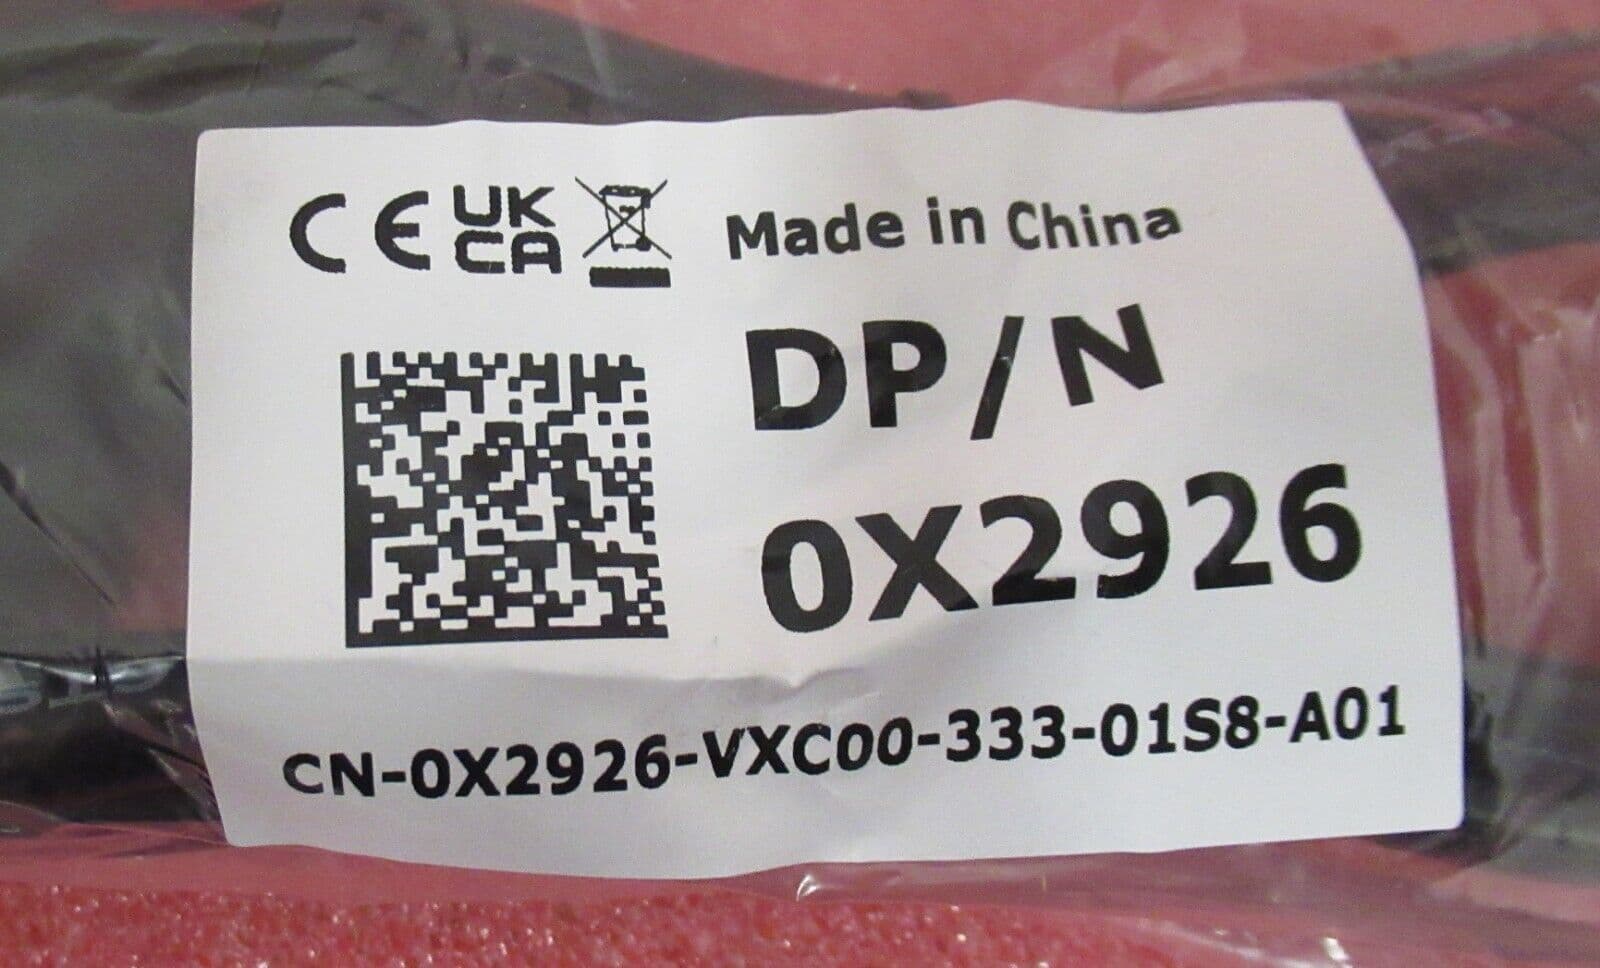 CE UK CA Made in China
DP/N
0X2926
CN-0X2926-VXC00-333-01S8-A01